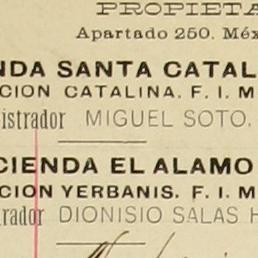 PROPIETA
Apartado 250. Méx
NDA SANTA CATAL
CION CATALINA. F. I. M
istrador MIGUEL SOTO.
CIENDA EL ALAMO
CION YERBANIS. F. I. M
rador DIONISIO SALAS H